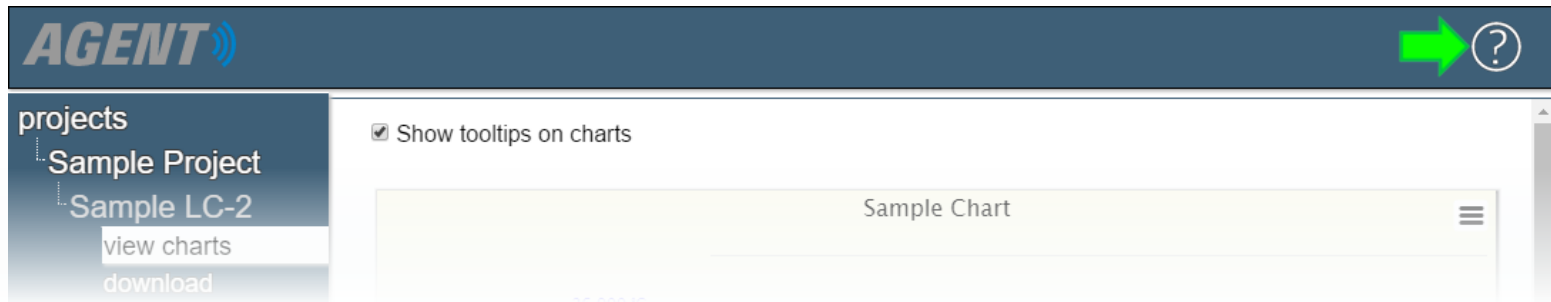 AGENT
?
projects
Sample Project
Sample LC-2
view charts
download
Show tooltips on charts
Sample Chart